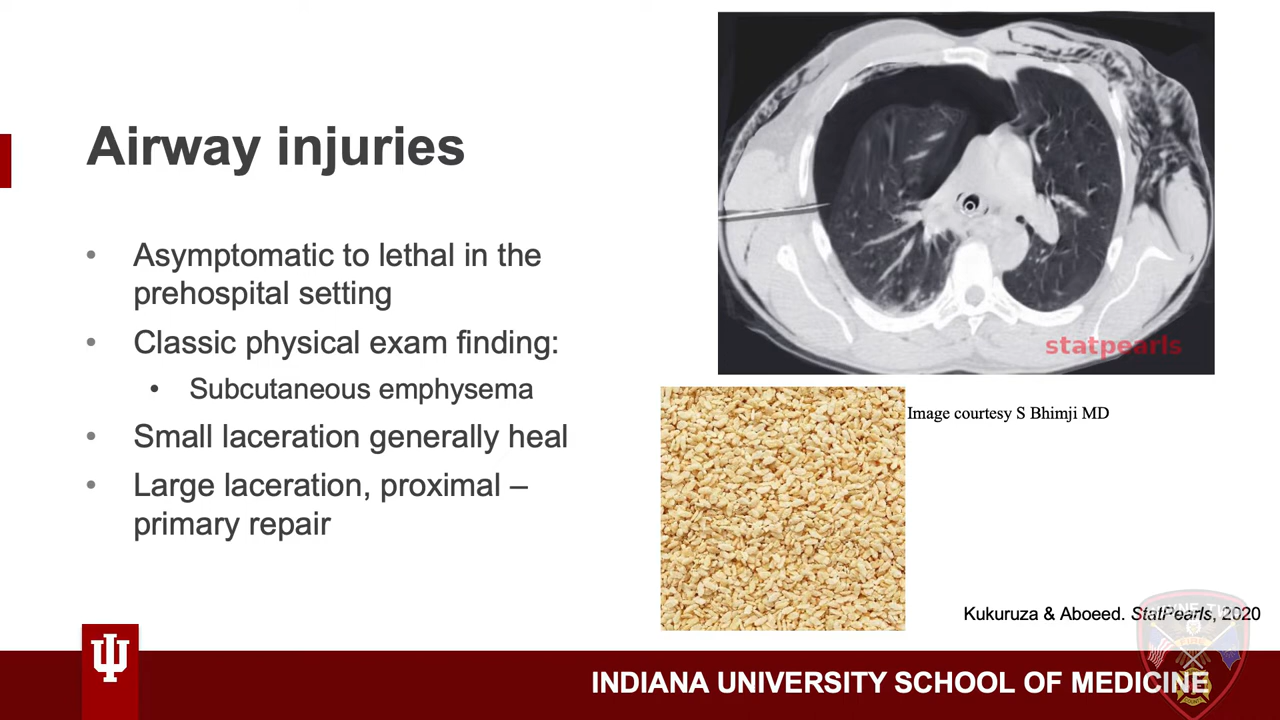 Airway injuries
• Asymptomatic to lethal in the
prehospital setting
• Classic physical exam finding:
• Subcutaneous emphysema
• Small laceration generally heal
• Large laceration, proximal –
primary repair
statpearls
Image courtesy S Bhimji MD
Kukuruza & Aboeed. StatPearls, 2020
INDIANA UNIVERSITY SCHOOL OF MEDICINE